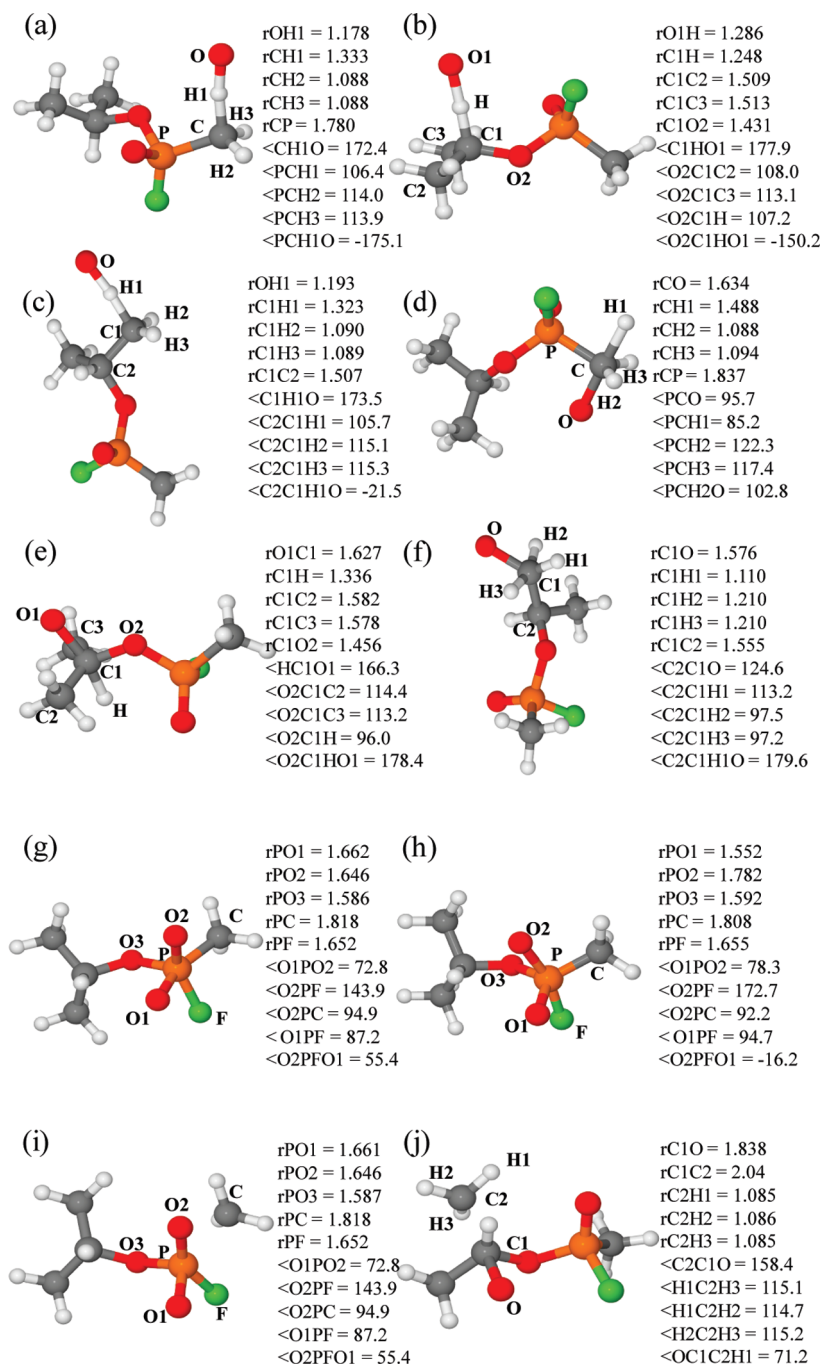 (a)
O
H1
H3
P
C
H2
rOH1 = 1.178
rCH1 = 1.333
rCH2 = 1.088
rCH3 = 1.088
rCP = 1.780
<CH1O = 172.4
<PCH1 = 106.4
<PCH2 = 114.0
<PCH3 = 113.9
<PCH1O = -175.1
(b)
O1
H
C3
C1
C2
O2
rO1H = 1.286
rC1H = 1.248
rC1C2 = 1.509
rC1C3 = 1.513
rC1O2 = 1.431
<C1HO1 = 177.9
<O2C1C2 = 108.0
<O2C1C3 = 113.1
<O2C1H = 107.2
<O2C1HO1 = -150.2
(c)
O
H1
H2
C1
H3
C2
rOH1 = 1.193
rC1H1 = 1.323
rC1H2 = 1.090
rC1H3 = 1.089
rC1C2 = 1.507
<C1H1O = 173.5
<C2C1H1 = 105.7
<C2C1H2 = 115.1
<C2C1H3 = 115.3
<C2C1H1O = -21.5
(d)
H1
P
C
H3
H2
O
rCO = 1.634
rCH1 = 1.488
rCH2 = 1.088
rCH3 = 1.094
rCP = 1.837
<PCO = 95.7
<PCH1= 85.2
<PCH2 = 122.3
<PCH3 = 117.4
<PCH2O = 102.8
(e)
O1
C3
O2
C1
C2
H
rO1C1 = 1.627
rC1H = 1.336
rC1C2 = 1.582
rC1C3 = 1.578
rC1O2 = 1.456
<HC1O1 = 166.3
<O2C1C2 = 114.4
<O2C1C3 = 113.2
<O2C1H = 96.0
<O2C1HO1 = 178.4
(f)
O
H2
H1
H3
C1
C2
rC1O = 1.576
rC1H1 = 1.110
rC1H2 = 1.210
rC1H3 = 1.210
rC1C2 = 1.555
<C2C1O = 124.6
<C2C1H1 = 113.2
<C2C1H2 = 97.5
<C2C1H3 = 97.2
<C2C1H1O = 179.6
(g)
O2
C
O3
P
O1
F
rPO1 = 1.662
rPO2 = 1.646
rPO3 = 1.586
rPC = 1.818
rPF = 1.652
<O1PO2 = 72.8
<O2PF = 143.9
<O2PC = 94.9
< O1PF = 87.2
<O2PFO1 = 55.4
(h)
O2
P
O3
C
O1
F
rPO1 = 1.552
rPO2 = 1.782
rPO3 = 1.592
rPC = 1.808
rPF = 1.655
<O1PO2 = 78.3
<O2PF = 172.7
<O2PC = 92.2
< O1PF = 94.7
<O2PFO1 = -16.2
(i)
C
O2
O3
P
F
O1
rPO1 = 1.661
rPO2 = 1.646
rPO3 = 1.587
rPC = 1.818
rPF = 1.652
<O1PO2 = 72.8
<O2PF = 143.9
<O2PC = 94.9
<O1PF = 87.2
<O2PFO1 = 55.4
(j)
H1
H2
C2
H3
C1
O
rC1O = 1.838
rC1C2 = 2.04
rC2H1 = 1.085
rC2H2 = 1.086
rC2H3 = 1.085
<C2C1O = 158.4
<H1C2H3 = 115.1
<H1C2H2 = 114.7
<H2C2H3 = 115.2
<OC1C2H1 = 71.2